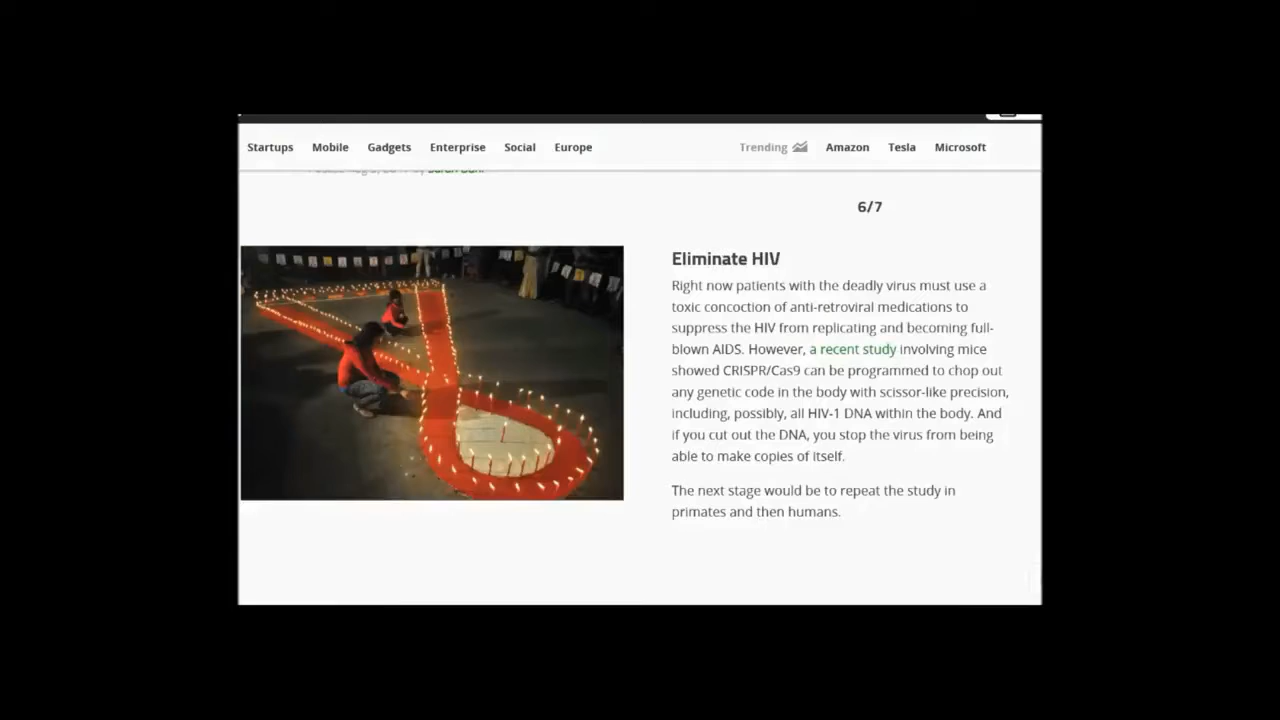 Startups Mobile Gadgets Enterprise Social Europe Trending Amazon Tesla Microsoft
6/7
Eliminate HIV
Right now patients with the deadly virus must use a
toxic concoction of anti-retroviral medications to
suppress the HIV from replicating and becoming full-
blown AIDS. However, a recent study involving mice
showed CRISPR/Cas9 can be programmed to chop out
any genetic code in the body with scissor-like precision,
including, possibly, all HIV-1 DNA within the body. And
if you cut out the DNA, you stop the virus from being
able to make copies of itself.
The next stage would be to repeat the study in
primates and then humans.